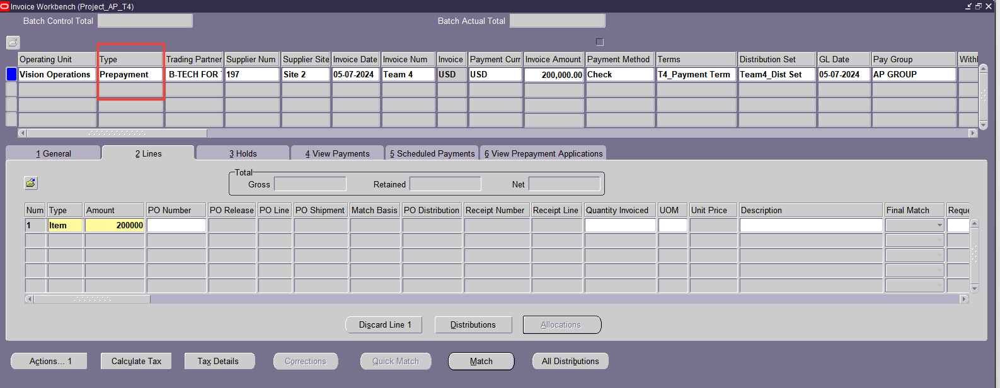 Invoice Workbench (Project_AP_T4)
Batch Control Total
Batch Actual Total
Operating Unit Type Trading Partner Supplier Num Supplier Site Invoice Date Invoice Num Invoice Payment Curr Invoice Amount Payment Method Terms Distribution Set GL Date Pay Group Withl
Vision Operations Prepayment B-TECH FOR 197 Site 2 05-07-2024 Team 4 USD USD 200,000.00 Check T4_Payment Term Team4_Dist Set 05-07-2024 AP GROUP
1 General 2 Lines 3 Holds 4 View Payments 5 Scheduled Payments 6 View Prepayment Applications
Total
Gross Retained Net
Num Type Amount PO Number PO Release PO Line PO Shipment Match Basis PO Distribution Receipt Number Receipt Line Quantity Invoiced UOM Unit Price Description Final Match Reque
1 Item 200000
Discard Line 1 Distributions Allocations
Actions... 1 Calculate Tax Tax Details Corrections Quick Match Match All Distributions